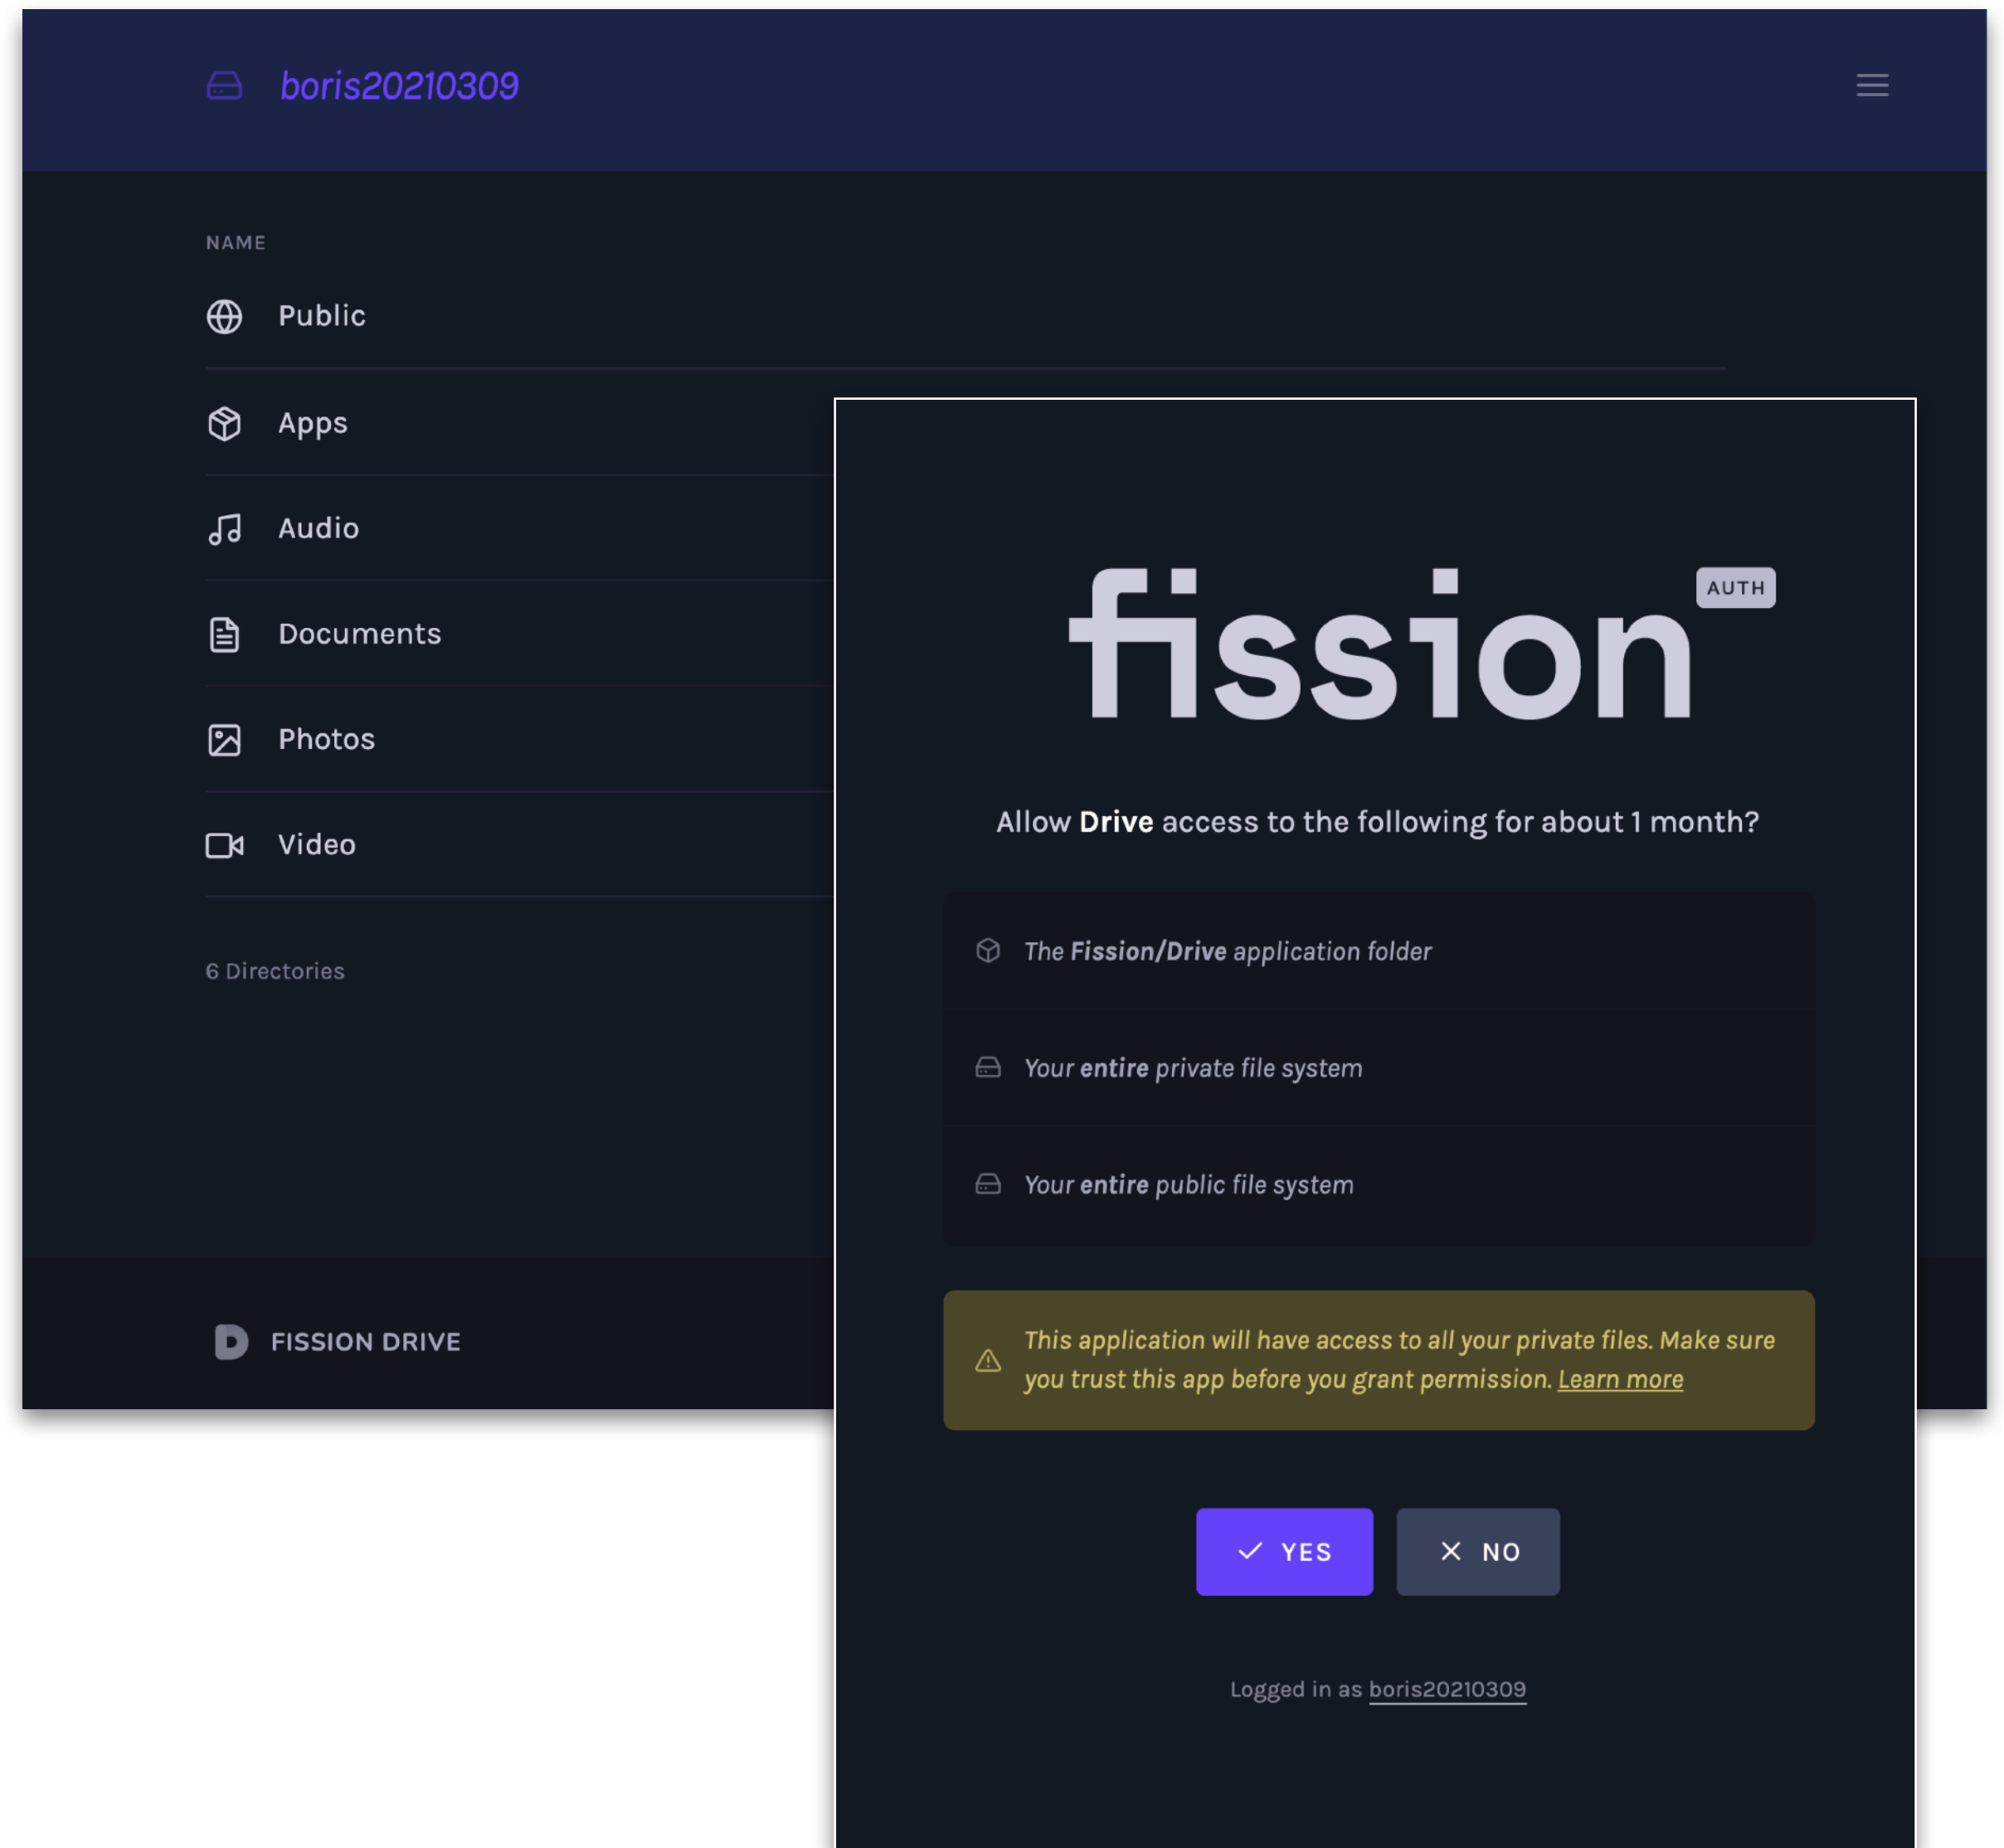 boris20210309
NAME
Public
Apps
Audio
Documents
Photos
Video
6 Directories
FISSION DRIVE
fission AUTH
Allow Drive access to the following for about 1 month?
The Fission/Drive application folder
Your entire private file system
Your entire public file system
This application will have access to all your private files. Make sure
you trust this app before you grant permission. Learn more
YES NO
Logged in as boris20210309